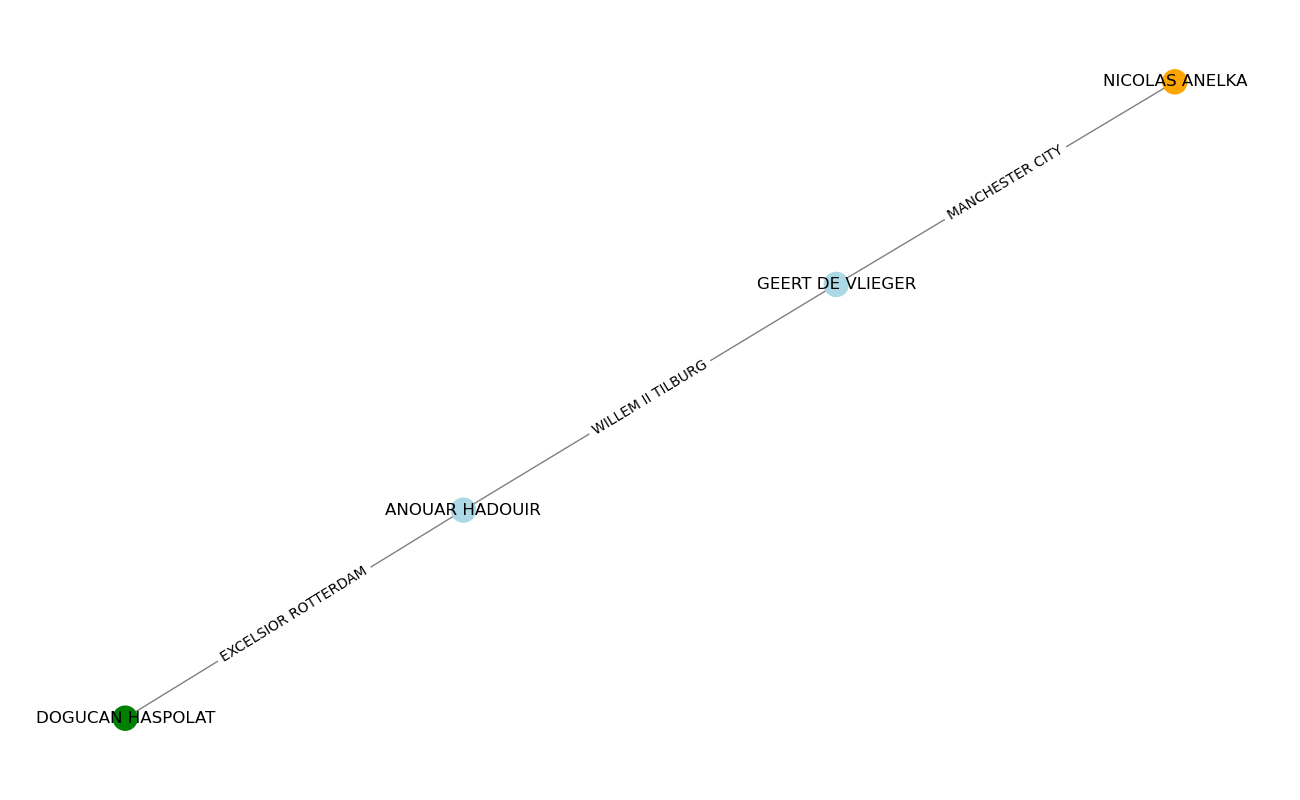 NICOLAS ANELKA
MANCHESTER CITY
GEERT DE VLIEGER
WILLEM II TILBURG
ANOUAR HADOUIR
EXCELSIOR ROTTERDAM
DOGUCAN HASPOLAT